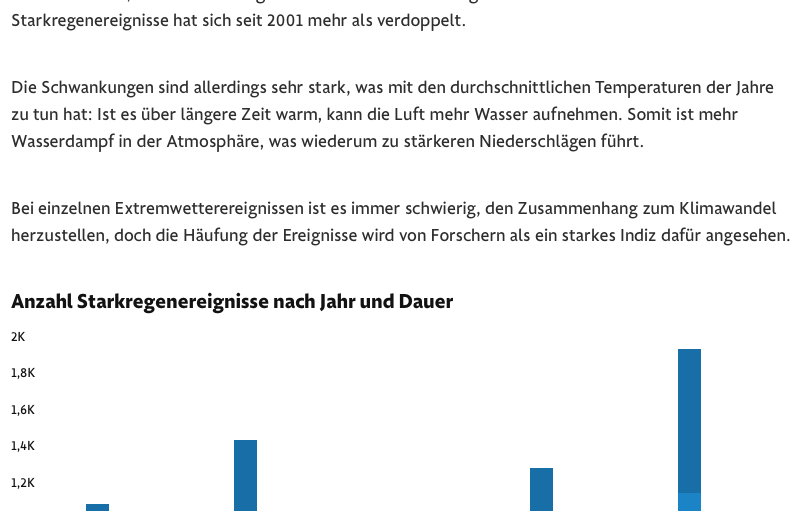 Starkregenereignisse hat sich seit 2001 mehr als verdoppelt.
Die Schwankungen sind allerdings sehr stark, was mit den durchschnittlichen Temperaturen der Jahre
zu tun hat: Ist es über längere Zeit warm, kann die Luft mehr Wasser aufnehmen. Somit ist mehr
Wasserdampf in der Atmosphäre, was wiederum zu stärkeren Niederschlägen führt.
Bei einzelnen Extremwetterereignissen ist es immer schwierig, den Zusammenhang zum Klimawandel
herzustellen, doch die Häufung der Ereignisse wird von Forschern als ein starkes Indiz dafür angesehen.
Anzahl Starkregenereignisse nach Jahr und Dauer
2K
1,8K
1,6K
1,4K
1,2K